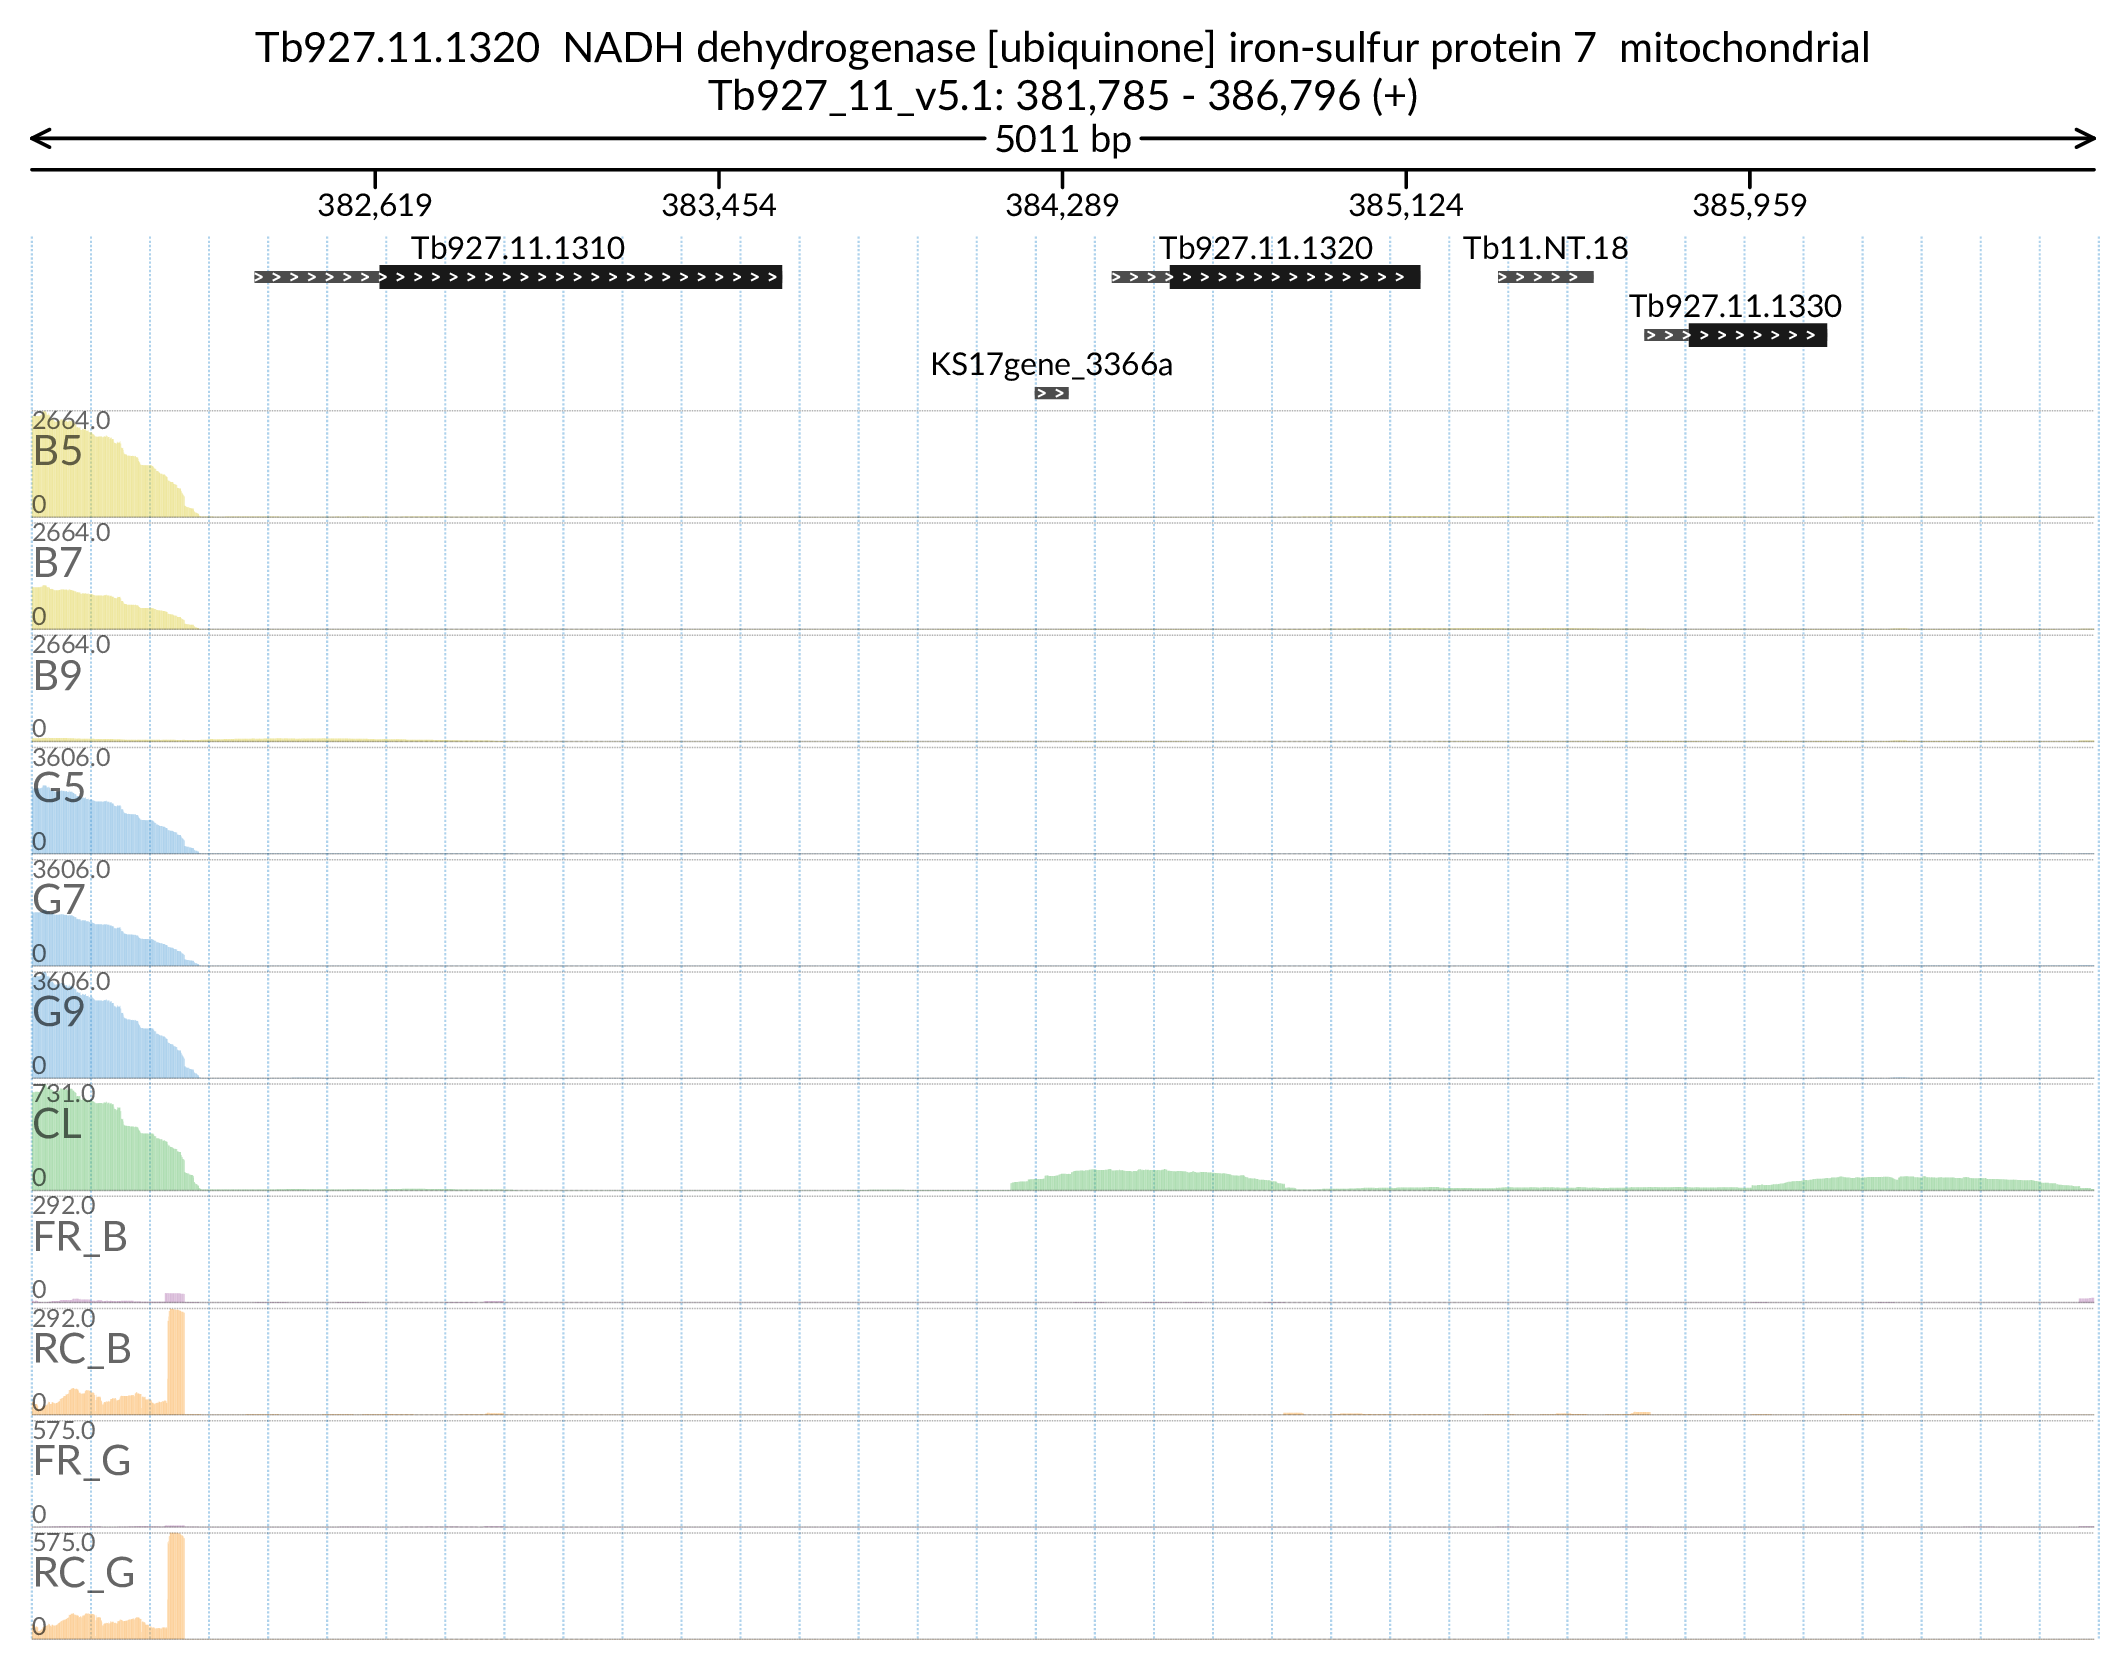 Tb927.11.1320  NADH dehydrogenase [ubiquinone] iron-sulfur protein 7  mitochondrial
Tb927_11_v5.1: 381,785 - 386,796 (+)
5011 bp
382,619 383,454 384,289 385,124 385,959
Tb927.11.1310 Tb927.11.1320 Tb11.NT.18
Tb927.11.1330
KS17gene_3366a
2664.0
B5
0
2664.0
B7
0
2664.0
B9
0
3606.0
G5
0
3606.0
G7
0
3606.0
G9
0
731.0
CL
0
292.0
FR_B
0
292.0
RC_B
0
575.0
FR_G
0
575.0
RC_G
0